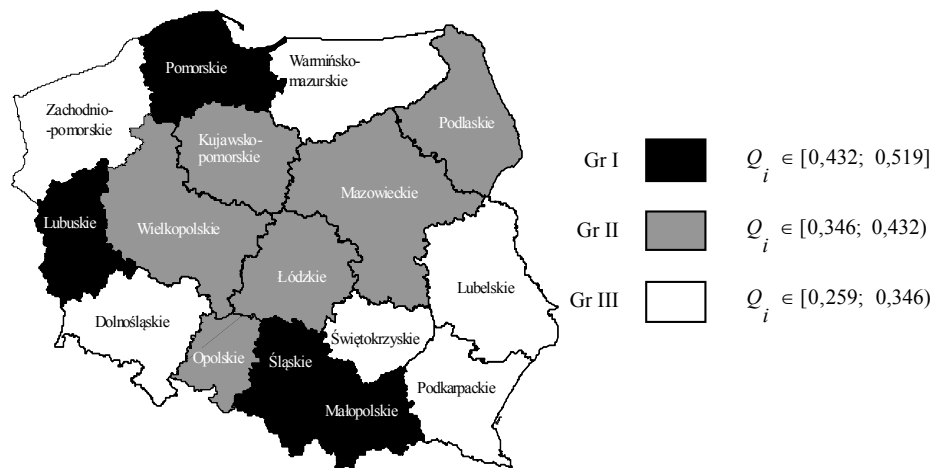 Pomorskie
Warmińsko-
mazurskie
Zachodnio-
-pomorskie
Podlaskie
Kujawsko-
pomorskie
Mazowieckie
Lubuskie
Wielkopolskie
Łódzkie
Lubelskie
Dolnośląskie
Świętokrzyskie
Opolskie
Śląskie
Podkarpackie
Małopolskie
Gr I Q i ∈ [0,432; 0,519]
Gr II Q i ∈ [0,346; 0,432)
Gr III Q i ∈ [0,259; 0,346)